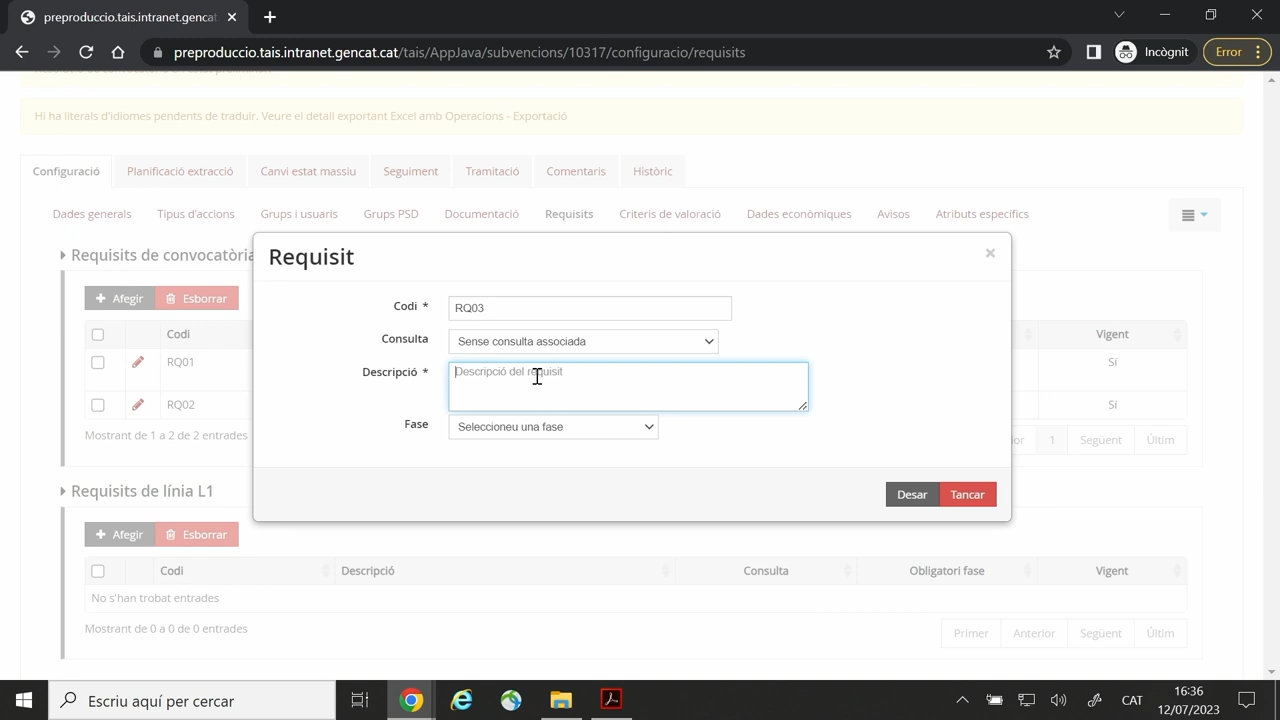 preproduccio.tais.intranet.gencat
preproduccio.tais.intranet.gencat.cat/tais/AppJava/subvencions/10317/configuracio/requisits
Incògnit
Error
Hi ha literals d'idiomes pendents de traduir. Veure el detall exportant Excel amb Operacions - Exportació
Configuració Planificació extracció Canvi estat massiu Seguiment Tramitació Comentaris Històric
Dades generals Tipus d'accions Grups i usuaris Grups PSD Documentació Requisits Criteris de valoració Dades econòmiques Avisos Atributs específics
Requisits de convocatòria
Afegir Esborrar
Codi Vigent
RQ01 Sí
RQ02 Sí
Mostrant de 1 a 2 de 2 entrades 1 Següent Últim
Requisit
Codi * RQ03
Consulta Sense consulta associada
Descripció * Descripció del requisit
Fase Seleccioneu una fase
Desar Tancar
Requisits de línia L1
Afegir Esborrar
Codi Descripció Consulta Obligatori fase Vigent
No s'han trobat entrades
Mostrant de 0 a 0 de 0 entrades Primer Anterior Següent Últim
Escriu aquí per cercar
CAT
16:36
12/07/2023